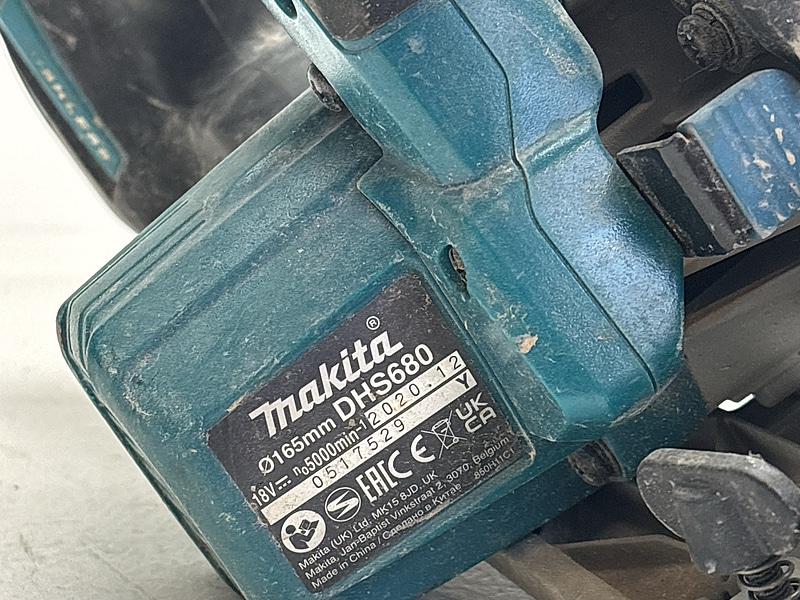 makita®
Ø165mm DHS680
18V⎓ n₀5000min⁻¹ 2020.12
0517529 Y
EAC CE UK CA
Makita (UK) Ltd. MK15 8JD, UK
Makita, Jan-Baptist Vinkstraat 2, 3070, Belgium
Made in China / Сделано в Китае 850H1C1